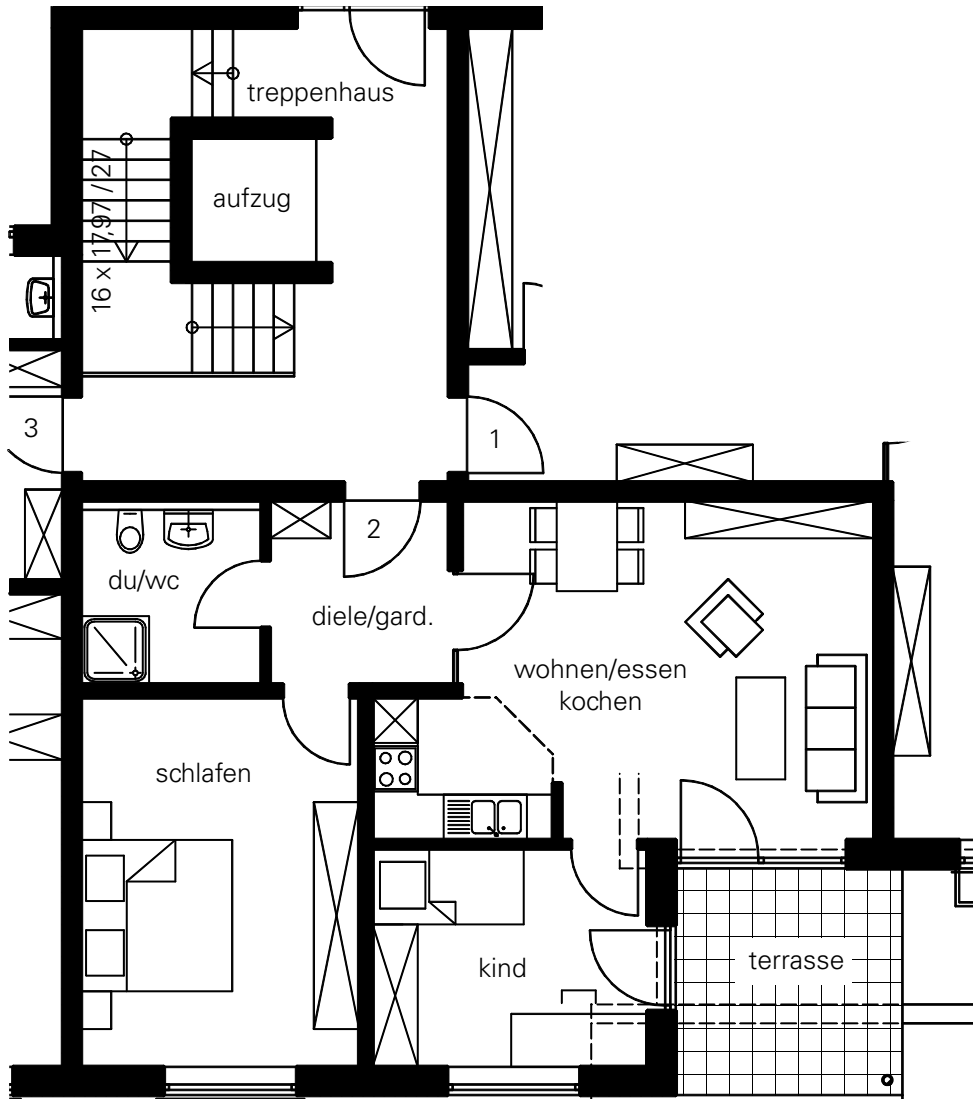 treppenhaus
16 x 17,97 / 27
aufzug
3
1
2
du/wc
diele/gard.
wohnen/essen
kochen
schlafen
kind
terrasse